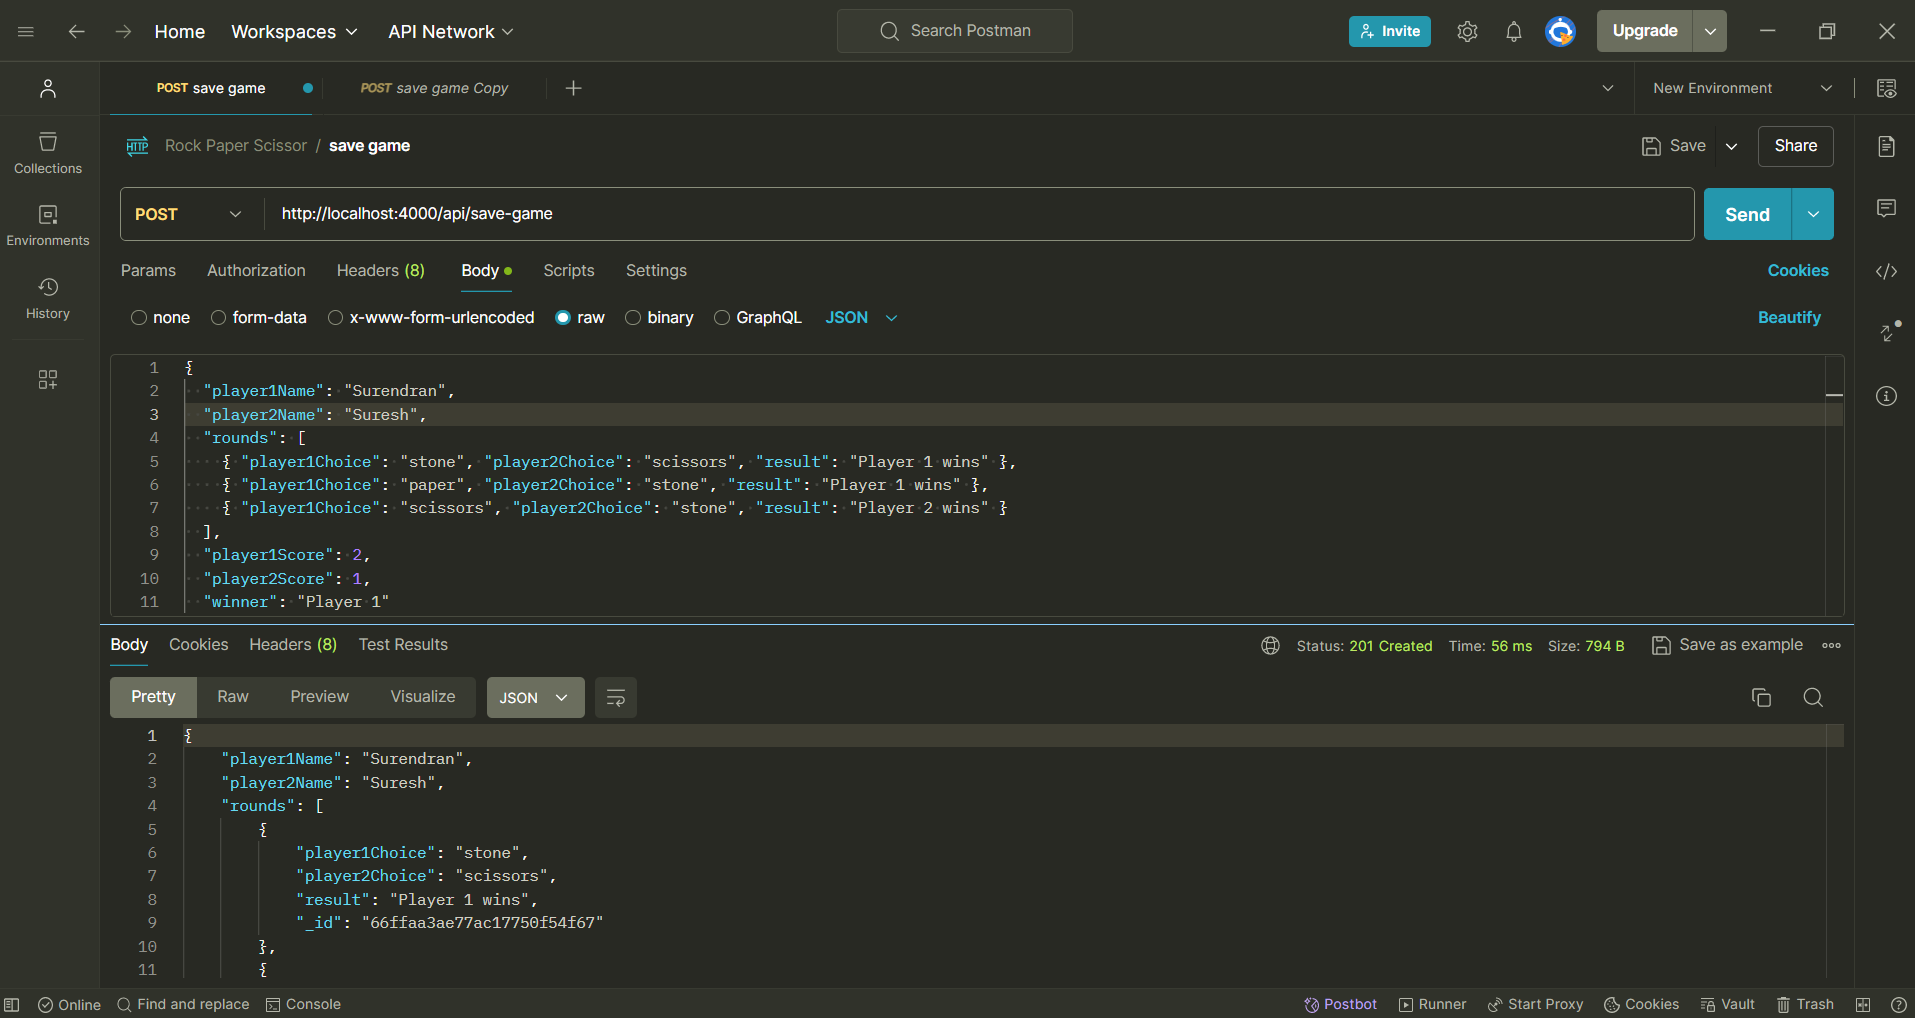 Home Workspaces API Network Search Postman Invite Upgrade
POST save game POST save game Copy New Environment
HTTP Rock Paper Scissor / save game Save Share
POST http://localhost:4000/api/save-game Send
Params Authorization Headers (8) Body Scripts Settings Cookies
none form-data x-www-form-urlencoded raw binary GraphQL JSON Beautify
Collections
Environments
History
1 {
2 "player1Name": "Surendran",
3 "player2Name": "Suresh",
4 "rounds": [
5 { "player1Choice": "stone", "player2Choice": "scissors", "result": "Player 1 wins" },
6 { "player1Choice": "paper", "player2Choice": "stone", "result": "Player 1 wins" },
7 { "player1Choice": "scissors", "player2Choice": "stone", "result": "Player 2 wins" }
8 ],
9 "player1Score": 2,
10 "player2Score": 1,
11 "winner": "Player 1"
Body Cookies Headers (8) Test Results Status: 201 Created Time: 56 ms Size: 794 B Save as example
Pretty Raw Preview Visualize JSON
1 {
2 "player1Name": "Surendran",
3 "player2Name": "Suresh",
4 "rounds": [
5 {
6 "player1Choice": "stone",
7 "player2Choice": "scissors",
8 "result": "Player 1 wins",
9 "_id": "66ffaa3ae77ac17750f54f67"
10 },
11 {
Online Find and replace Console Postbot Runner Start Proxy Cookies Vault Trash